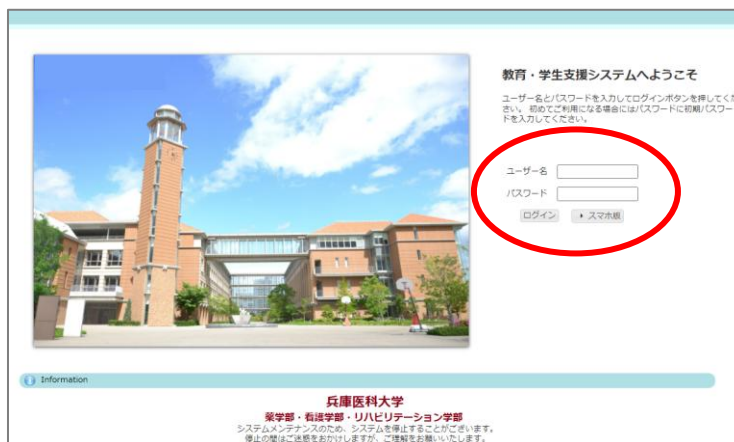 教育・学生支援システムへようこそ
ユーザー名とパスワードを入力してログインボタンを押してくだ
さい。 初めてご利用になる場合にはパスワードに初期パスワー
ドを入力してください。
ユーザー名
パスワード
ログイン
スマホ版
Information
兵庫医科大学
薬学部・看護学部・リハビリテーション学部
システムメンテナンスのため、システムを停止することがございます。
停止の間はご迷惑をおかけしますが、ご理解をお願いいたします。